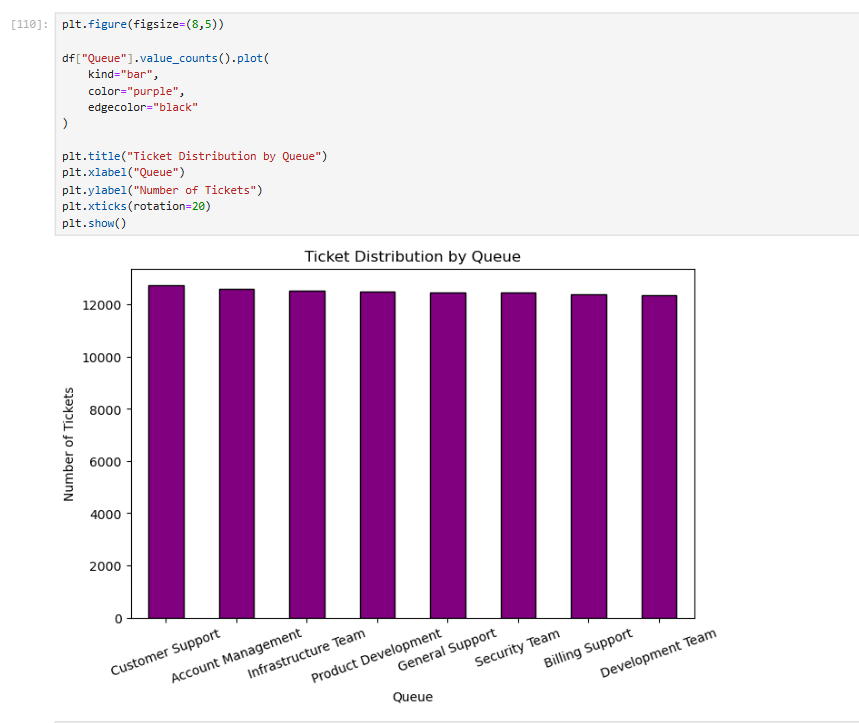 [110]:
plt.figure(figsize=(8,5))
df["Queue"].value_counts().plot(
    kind="bar",
    color="purple",
    edgecolor="black"
)
plt.title("Ticket Distribution by Queue")
plt.xlabel("Queue")
plt.ylabel("Number of Tickets")
plt.xticks(rotation=20)
plt.show()
Ticket Distribution by Queue
Number of Tickets
12000
10000
8000
6000
4000
2000
0
Customer Support
Account Management
Infrastructure Team
Product Development
General Support
Security Team
Billing Support
Development Team
Queue